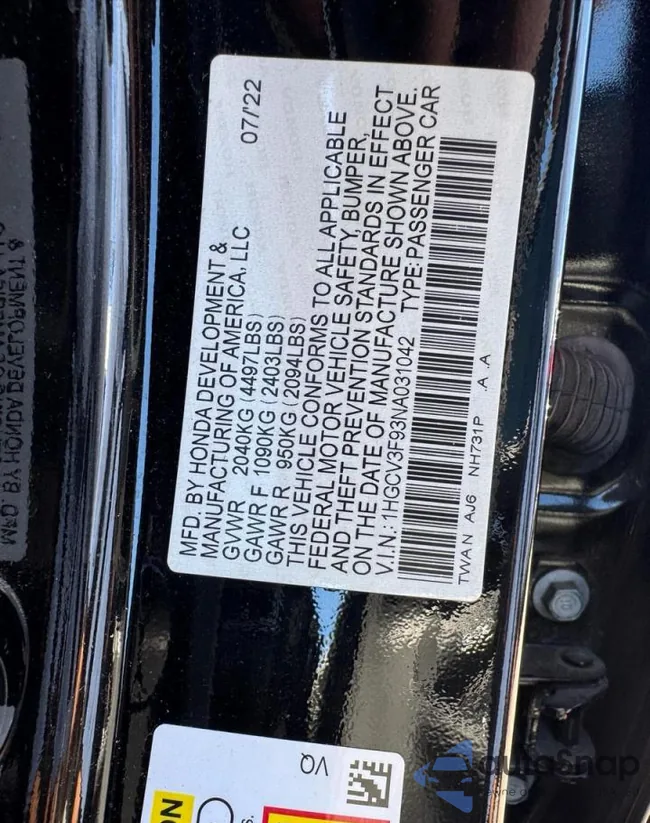 MFD. BY HONDA DEVELOPMENT &
MANUFACTURING OF AMERICA, LLC 07/'22
GVWR 2040KG (4497LBS)
GAWR F 1090KG (2403LBS)
GAWR R 950KG (2094LBS)
THIS VEHICLE CONFORMS TO ALL APPLICABLE
FEDERAL MOTOR VEHICLE SAFETY, BUMPER,
AND THEFT PREVENTION STANDARDS IN EFFECT
ON THE DATE OF MANUFACTURE SHOWN ABOVE.
V.I.N.: 1HGCV3F93NA031042 TYPE: PASSENGER CAR
TWA N AJ6 NH731P A .A
VQ
autoSnap